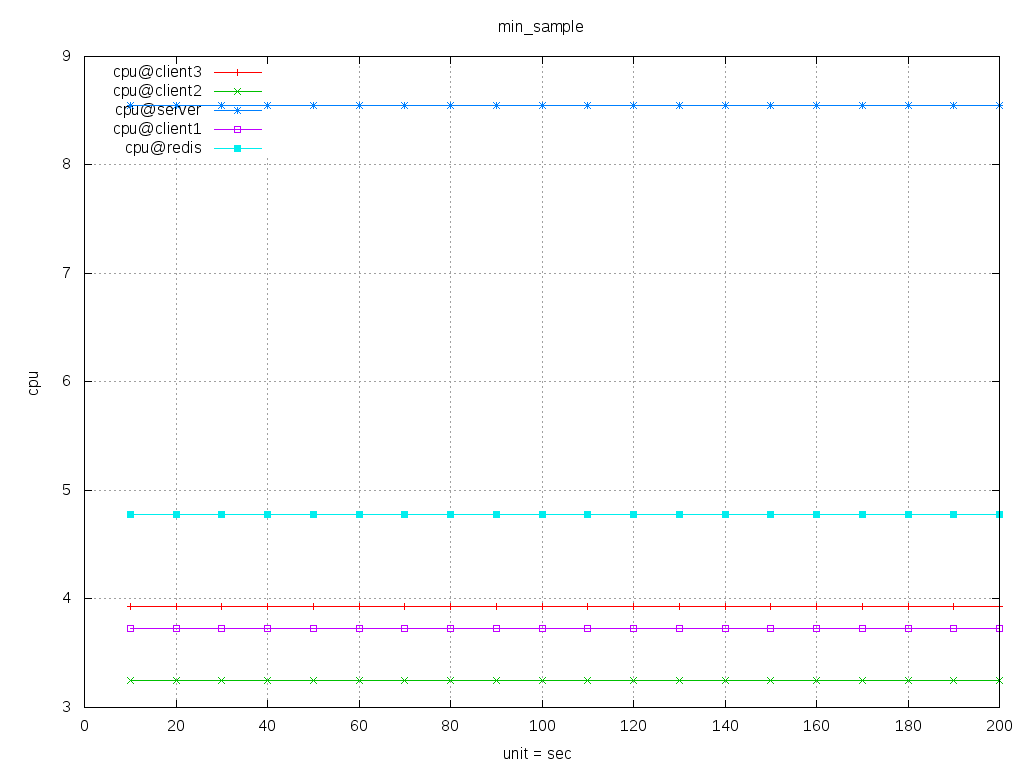 min_sample
9
8
7
6
5
4
3
cpu
cpu@client3
cpu@client2
cpu@server
cpu@client1
cpu@redis
0 20 40 60 80 100 120 140 160 180 200
unit = sec